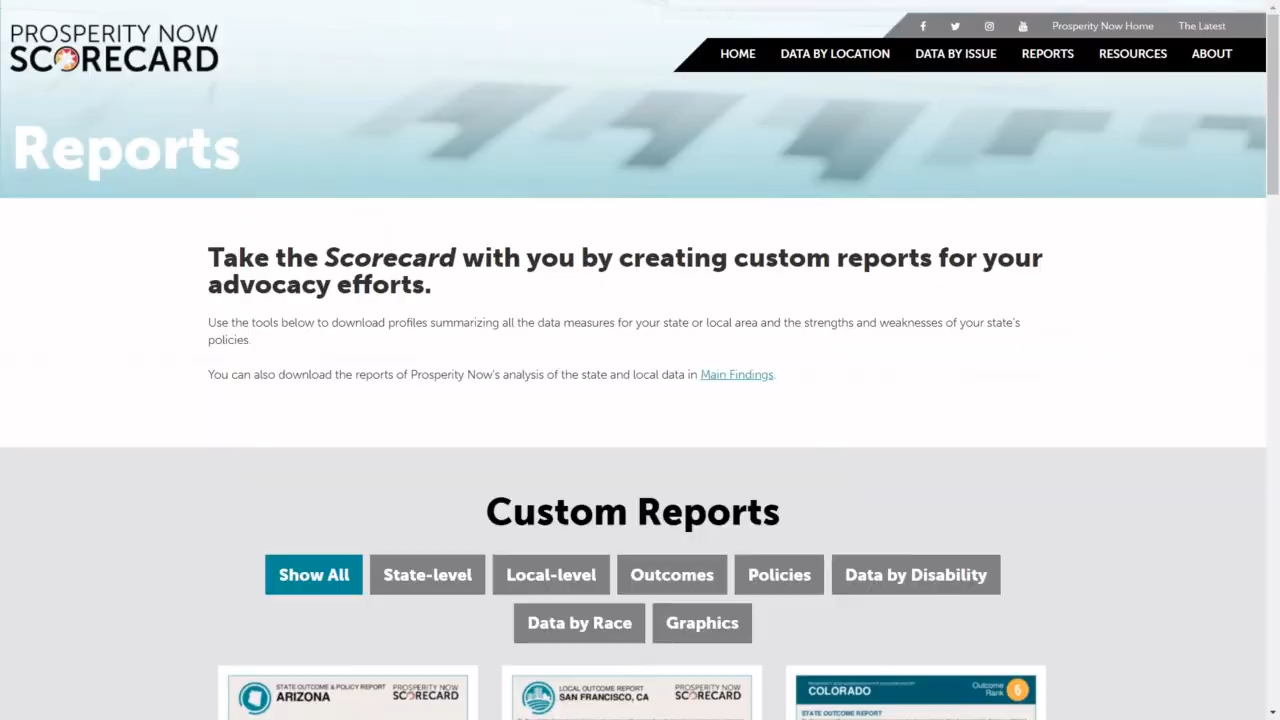 PROSPERITY NOW
SCORECARD
Prosperity Now Home
The Latest
HOME
DATA BY LOCATION
DATA BY ISSUE
REPORTS
RESOURCES
ABOUT
Reports
Take the Scorecard with you by creating custom reports for your
advocacy efforts.
Use the tools below to download profiles summarizing all the data measures for your state or local area and the strengths and weaknesses of your state's
policies.
You can also download the reports of Prosperity Now's analysis of the state and local data in Main Findings.
Custom Reports
Show All
State-level
Local-level
Outcomes
Policies
Data by Disability
Data by Race
Graphics
STATE OUTCOME & POLICY REPORT
ARIZONA
PROSPERITY NOW
SCORECARD
LOCAL OUTCOME REPORT
SAN FRANCISCO, CA
PROSPERITY NOW
SCORECARD
COLORADO
Outcome
Rank
6
STATE OUTCOME REPORT